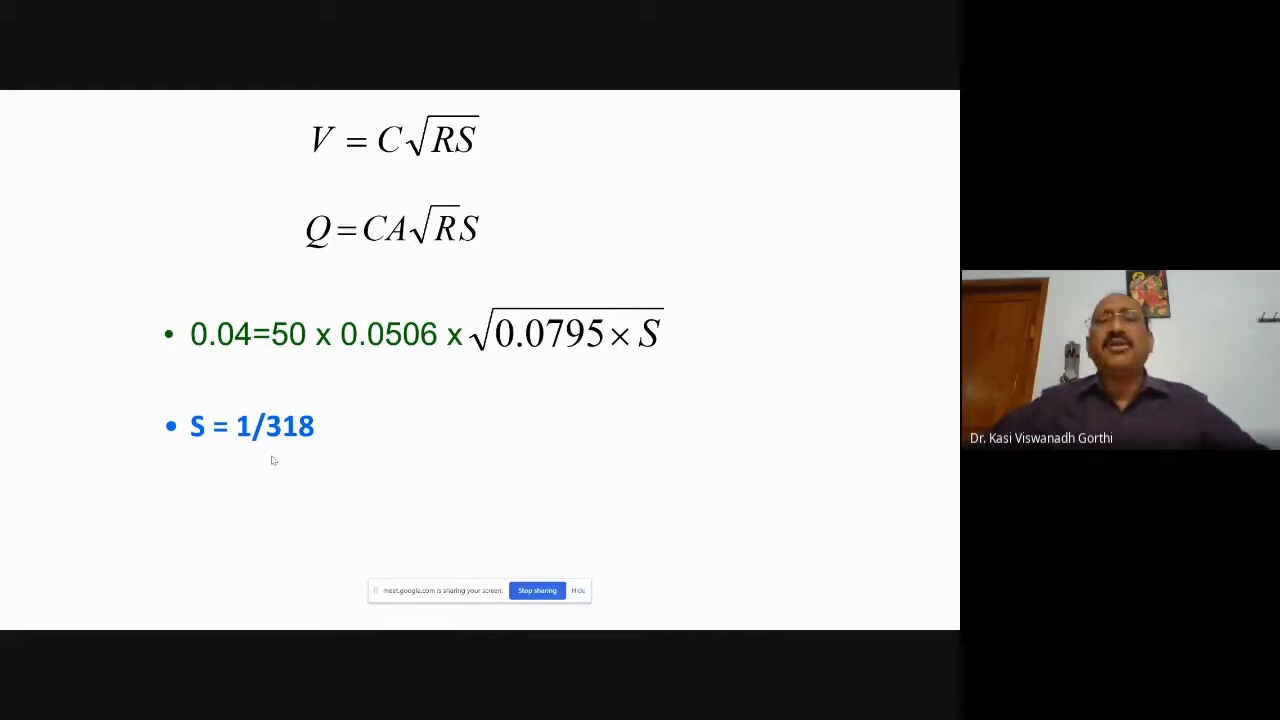 V = C√RS
Q = CA√RS
• 0.04=50 x 0.0506 x √0.0795 × S
• S = 1/318
Dr. Kasi Viswanadh Gorthi
meet.google.com is sharing your screen. Stop sharing Hide